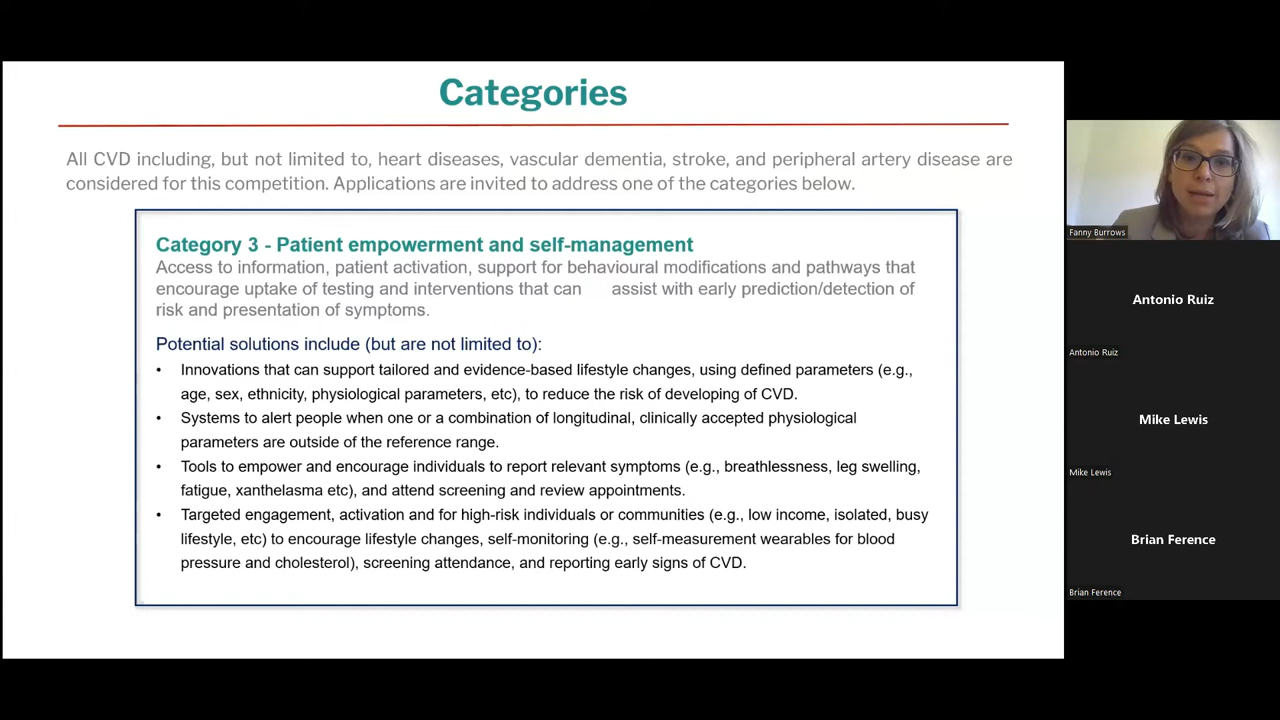 Categories
All CVD including, but not limited to, heart diseases, vascular dementia, stroke, and peripheral artery disease are
considered for this competition. Applications are invited to address one of the categories below.
Category 3 - Patient empowerment and self-management
Access to information, patient activation, support for behavioural modifications and pathways that
encourage uptake of testing and interventions that can assist with early prediction/detection of
risk and presentation of symptoms.
Potential solutions include (but are not limited to):
• Innovations that can support tailored and evidence-based lifestyle changes, using defined parameters (e.g.,
age, sex, ethnicity, physiological parameters, etc), to reduce the risk of developing of CVD.
• Systems to alert people when one or a combination of longitudinal, clinically accepted physiological
parameters are outside of the reference range.
• Tools to empower and encourage individuals to report relevant symptoms (e.g., breathlessness, leg swelling,
fatigue, xanthelasma etc), and attend screening and review appointments.
• Targeted engagement, activation and for high-risk individuals or communities (e.g., low income, isolated, busy
lifestyle, etc) to encourage lifestyle changes, self-monitoring (e.g., self-measurement wearables for blood
pressure and cholesterol), screening attendance, and reporting early signs of CVD.
Fanny Burrows
Antonio Ruiz
Antonio Ruiz
Mike Lewis
Mike Lewis
Brian Ference
Brian Ference